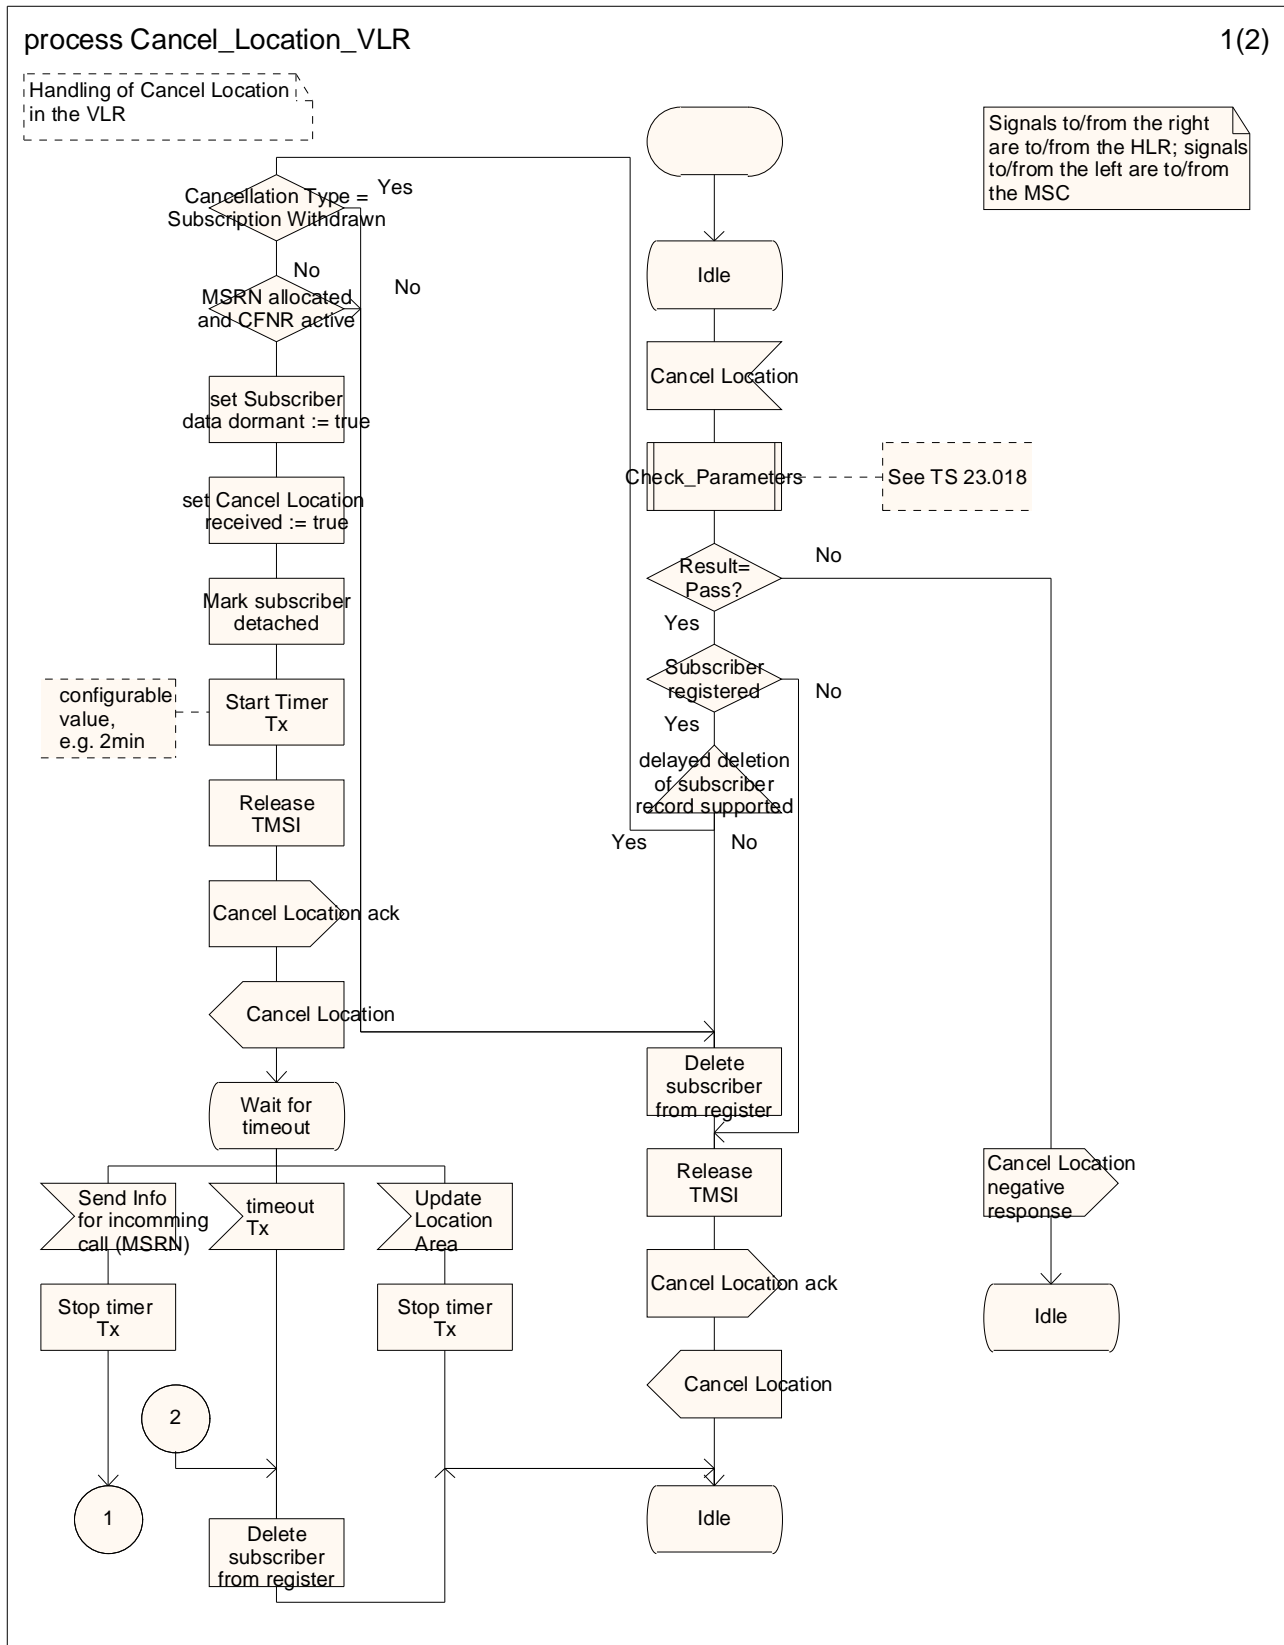 process Cancel_Location_VLR
1(2)
Handling of Cancel Location
in the VLR
Signals to/from the right
are to/from the HLR; signals
to/from the left are to/from
the MSC
Cancellation Type =
Subscription Withdrawn
Yes
No
MSRN allocated
and CFNR active
No
set Subscriber
data dormant := true
set Cancel Location
received := true
Mark subscriber
detached
configurable
value,
e.g. 2min
Start Timer
Tx
Release
TMSI
Cancel Location ack
Cancel Location
Wait for
timeout
Send Info
for incomming
call (MSRN)
timeout
Tx
Update
Location
Area
Stop timer
Tx
Stop timer
Tx
2
1
Delete
subscriber
from register
Idle
Cancel Location
Check_Parameters
See TS 23.018
Result=
Pass?
No
Yes
Subscriber
registered
No
Yes
delayed deletion
of subscriber
record supported
Yes
No
Delete
subscriber
from register
Release
TMSI
Cancel Location ack
Cancel Location
Idle
Cancel Location
negative
response
Idle